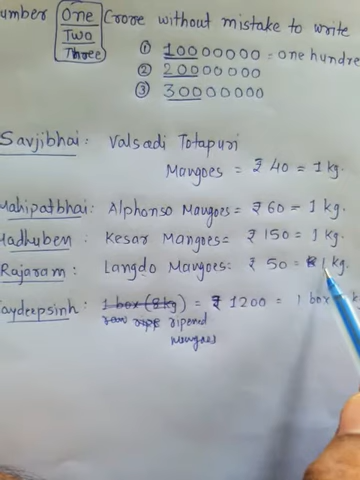 umber One Crore without mistake to write
Two
Three
① 10000000 = one hundre
② 20000000
③ 30000000
Savjibhai: Valsadi Totapuri
Mangoes = ₹ 40 = 1 kg.
Mahipatbhai: Alphonso Mangoes = ₹ 60 = 1 kg.
Madhuben: Kesar Mangoes = ₹ 150 = 1 kg.
Rajaram: Langdo Mangoes: ₹ 50 = 1 kg.
aydeepsinh: 1 box (8 kg) = ₹ 1200 = 1 box
ripened
Mangoes